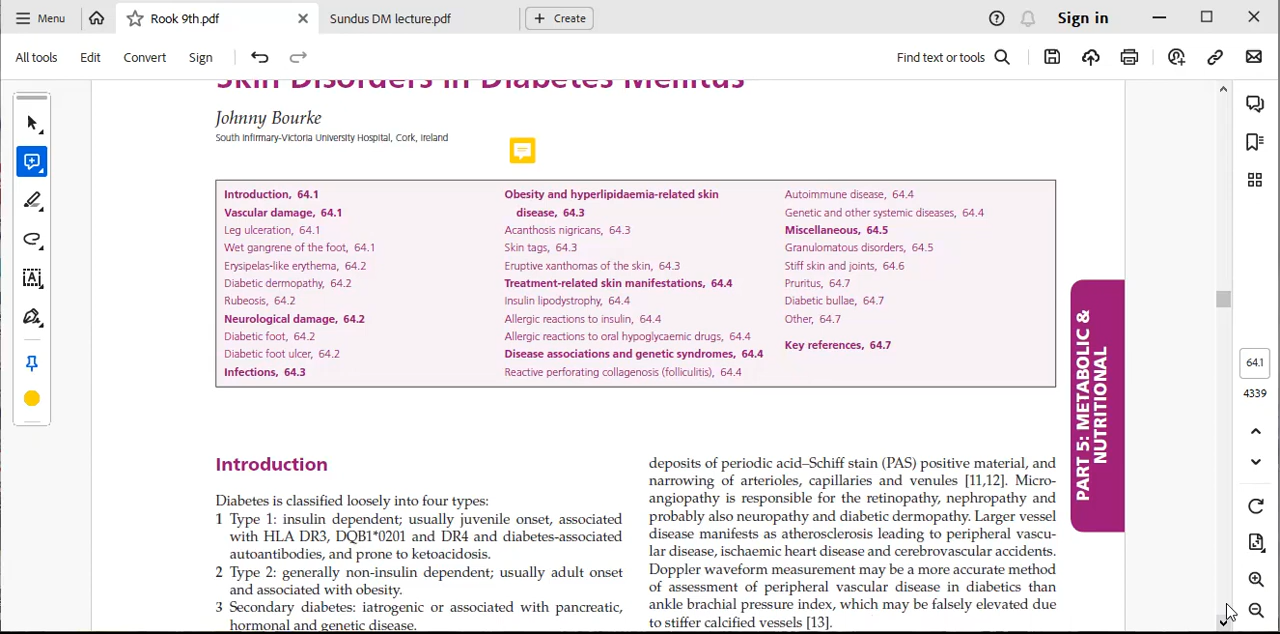 Menu
Rook 9th.pdf
Sundus DM lecture.pdf
Create
Sign in
All tools
Edit
Convert
Sign
Find text or tools
Skin Disorders in Diabetes Mellitus
Johnny Bourke
South Infirmary-Victoria University Hospital, Cork, Ireland
Introduction, 64.1
Vascular damage, 64.1
Leg ulceration, 64.1
Wet gangrene of the foot, 64.1
Erysipelas-like erythema, 64.2
Diabetic dermopathy, 64.2
Rubeosis, 64.2
Neurological damage, 64.2
Diabetic foot, 64.2
Diabetic foot ulcer, 64.2
Infections, 64.3
Obesity and hyperlipidaemia-related skin
disease, 64.3
Acanthosis nigricans, 64.3
Skin tags, 64.3
Eruptive xanthomas of the skin, 64.3
Treatment-related skin manifestations, 64.4
Insulin lipodystrophy, 64.4
Allergic reactions to insulin, 64.4
Allergic reactions to oral hypoglycaemic drugs, 64.4
Disease associations and genetic syndromes, 64.4
Reactive perforating collagenosis (folliculitis), 64.4
Autoimmune disease, 64.4
Genetic and other systemic diseases, 64.4
Miscellaneous, 64.5
Granulomatous disorders, 64.5
Stiff skin and joints, 64.6
Pruritus, 64.7
Diabetic bullae, 64.7
Other, 64.7
Key references, 64.7
PART 5: METABOLIC &
NUTRITIONAL
64.1
4339
Introduction
Diabetes is classified loosely into four types:
1 Type 1: insulin dependent; usually juvenile onset, associated
with HLA DR3, DQB1*0201 and DR4 and diabetes-associated
autoantibodies, and prone to ketoacidosis.
2 Type 2: generally non-insulin dependent; usually adult onset
and associated with obesity.
3 Secondary diabetes: iatrogenic or associated with pancreatic,
hormonal and genetic disease.
deposits of periodic acid–Schiff stain (PAS) positive material, and
narrowing of arterioles, capillaries and venules [11,12]. Micro-
angiopathy is responsible for the retinopathy, nephropathy and
probably also neuropathy and diabetic dermopathy. Larger vessel
disease manifests as atherosclerosis leading to peripheral vascu-
lar disease, ischaemic heart disease and cerebrovascular accidents.
Doppler waveform measurement may be a more accurate method
of assessment of peripheral vascular disease in diabetics than
ankle brachial pressure index, which may be falsely elevated due
to stiffer calcified vessels [13].